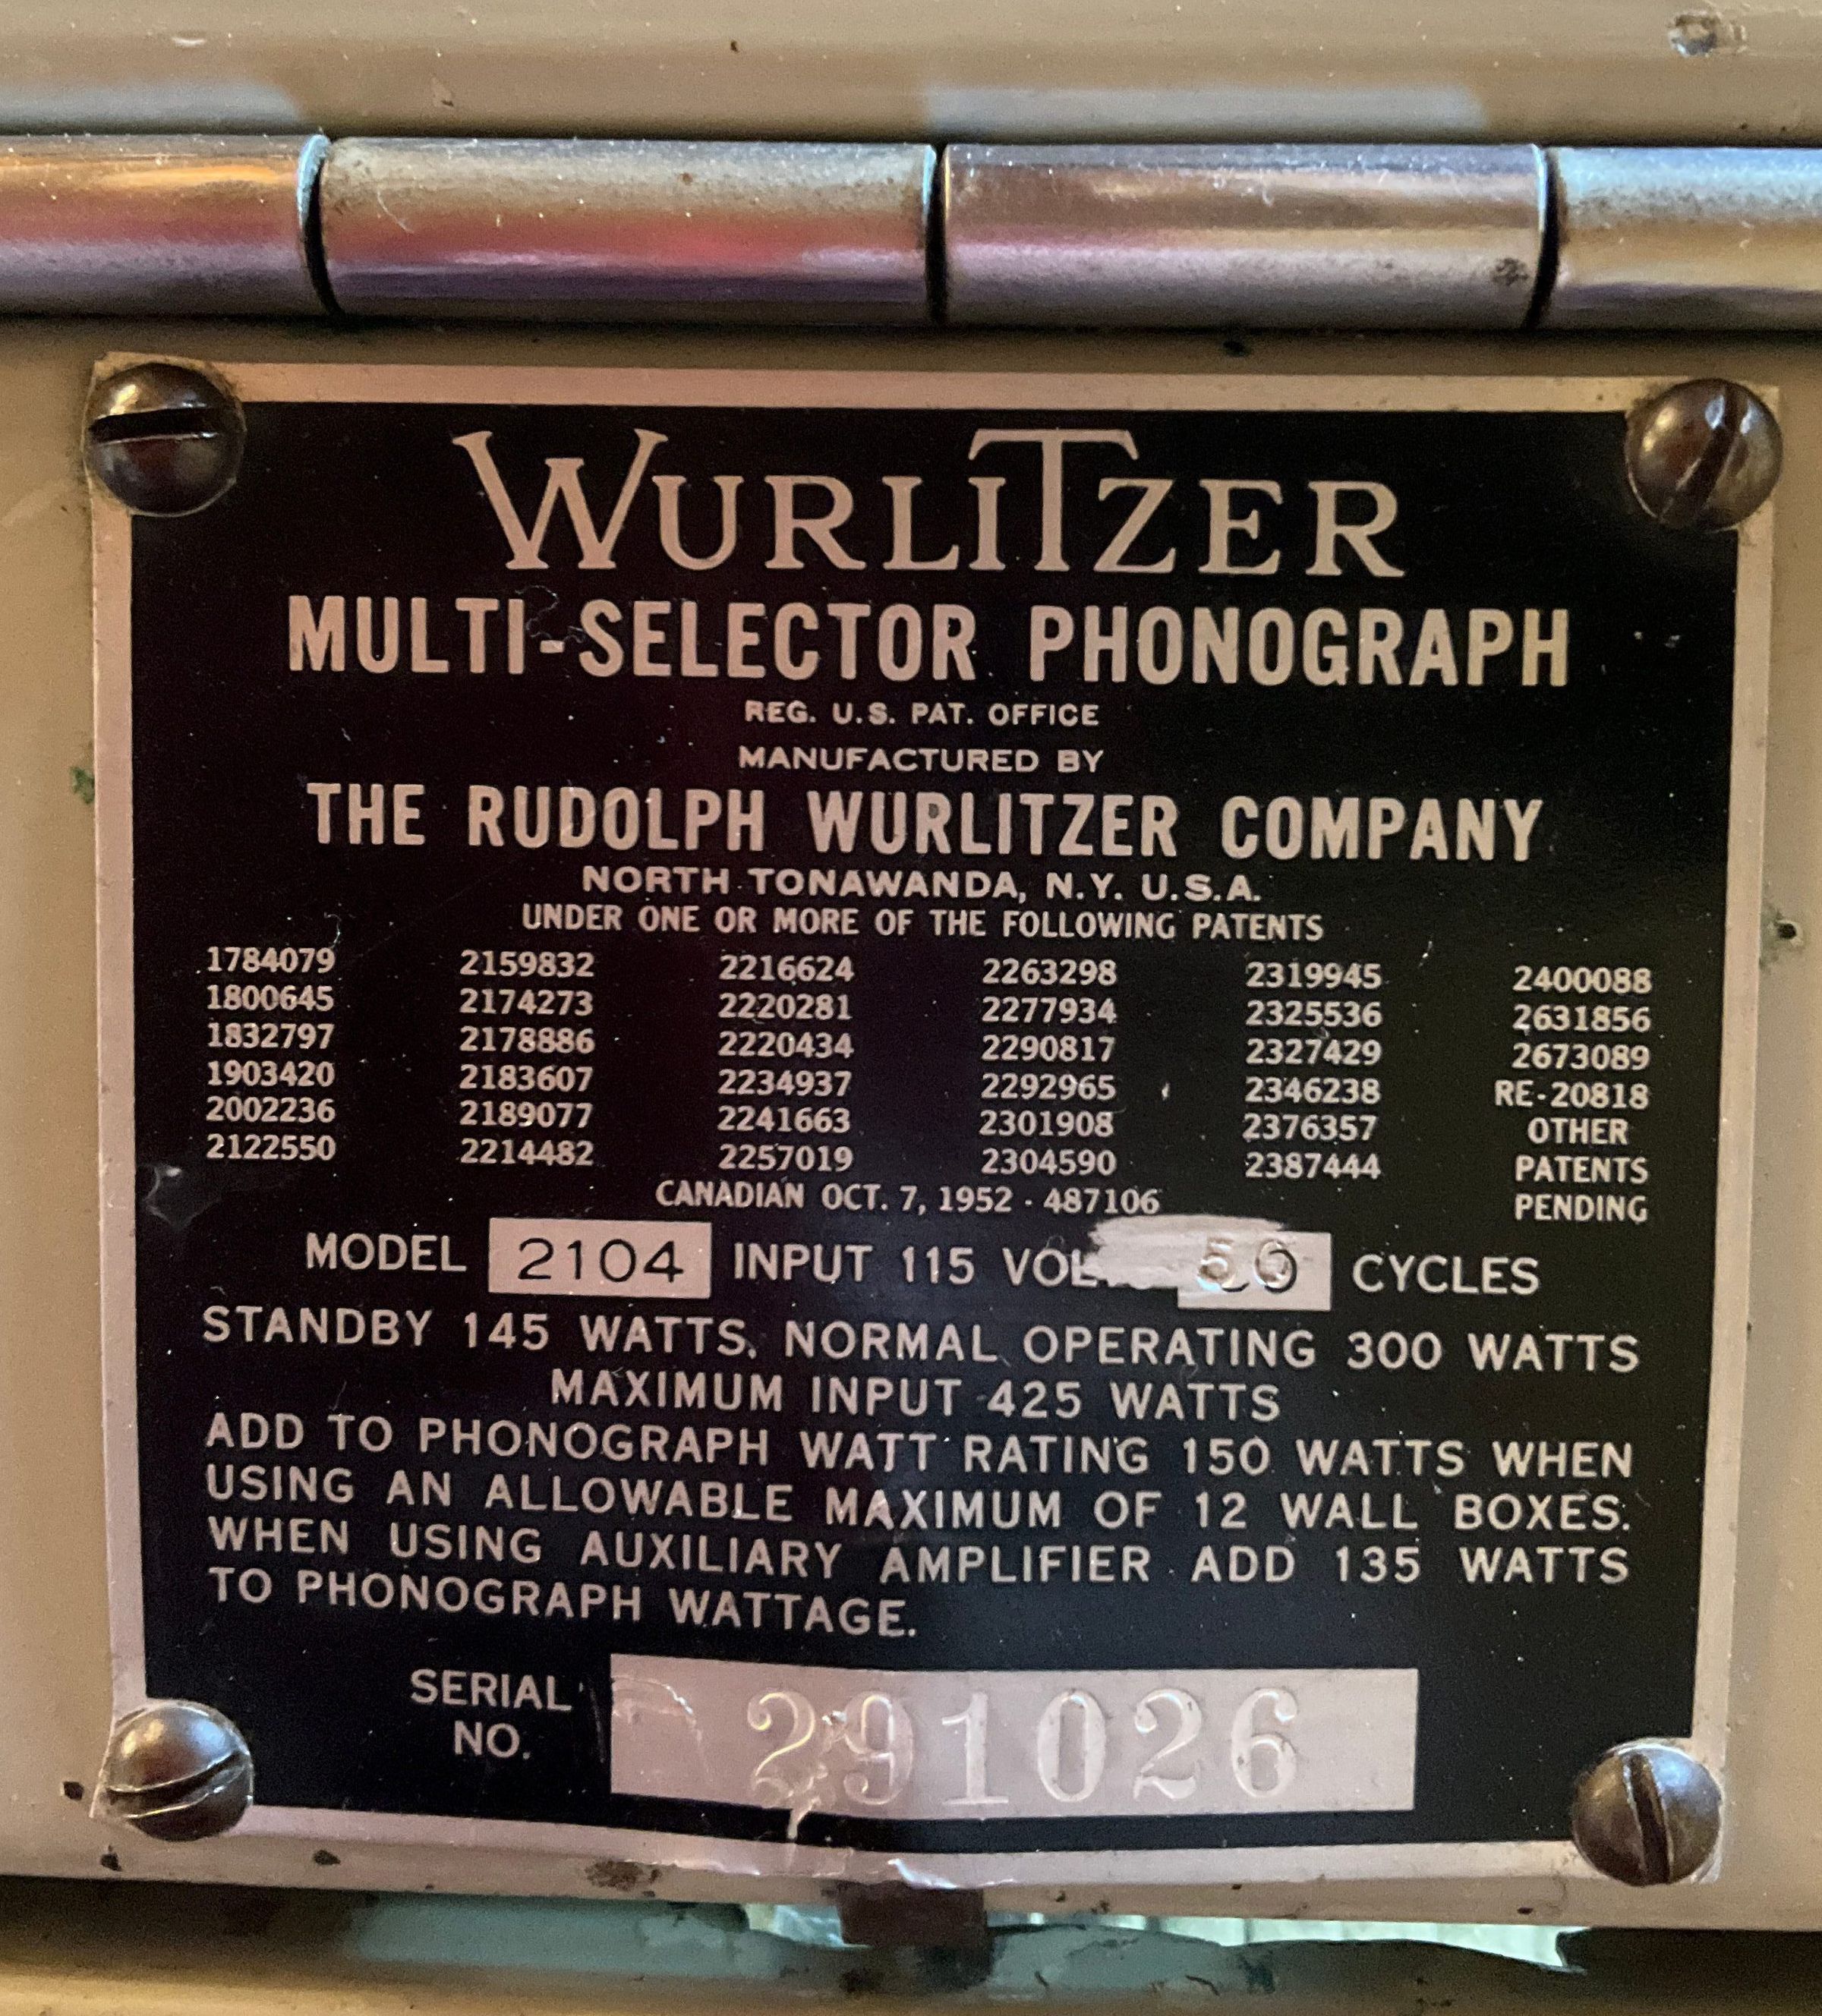 WURLITZER
MULTI-SELECTOR PHONOGRAPH
REG. U.S. PAT. OFFICE
MANUFACTURED BY
THE RUDOLPH WURLITZER COMPANY
NORTH TONAWANDA, N.Y. U.S.A.
UNDER ONE OR MORE OF THE FOLLOWING PATENTS
1784079 2159832 2216624 2263298 2319945 2400088
1800645 2174273 2220281 2277934 2325536 2631856
1832797 2178886 2220434 2290817 2327429 2673089
1903420 2183607 2234937 2292965 2346238 RE-20818
2002236 2189077 2241663 2301908 2376357 OTHER
2122550 2214482 2257019 2304590 2387444 PATENTS
CANADIAN OCT. 7, 1952 - 487106 PENDING
MODEL 2104 INPUT 115 CYCLES
STANDBY 145 WATTS, NORMAL OPERATING 300 WATTS
MAXIMUM INPUT 425 WATTS
ADD TO PHONOGRAPH WATT RATING 150 WATTS WHEN
USING AN ALLOWABLE MAXIMUM OF 12 WALL BOXES.
WHEN USING AUXILIARY AMPLIFIER ADD 135 WATTS
TO PHONOGRAPH WATTAGE.
SERIAL
NO. 291026